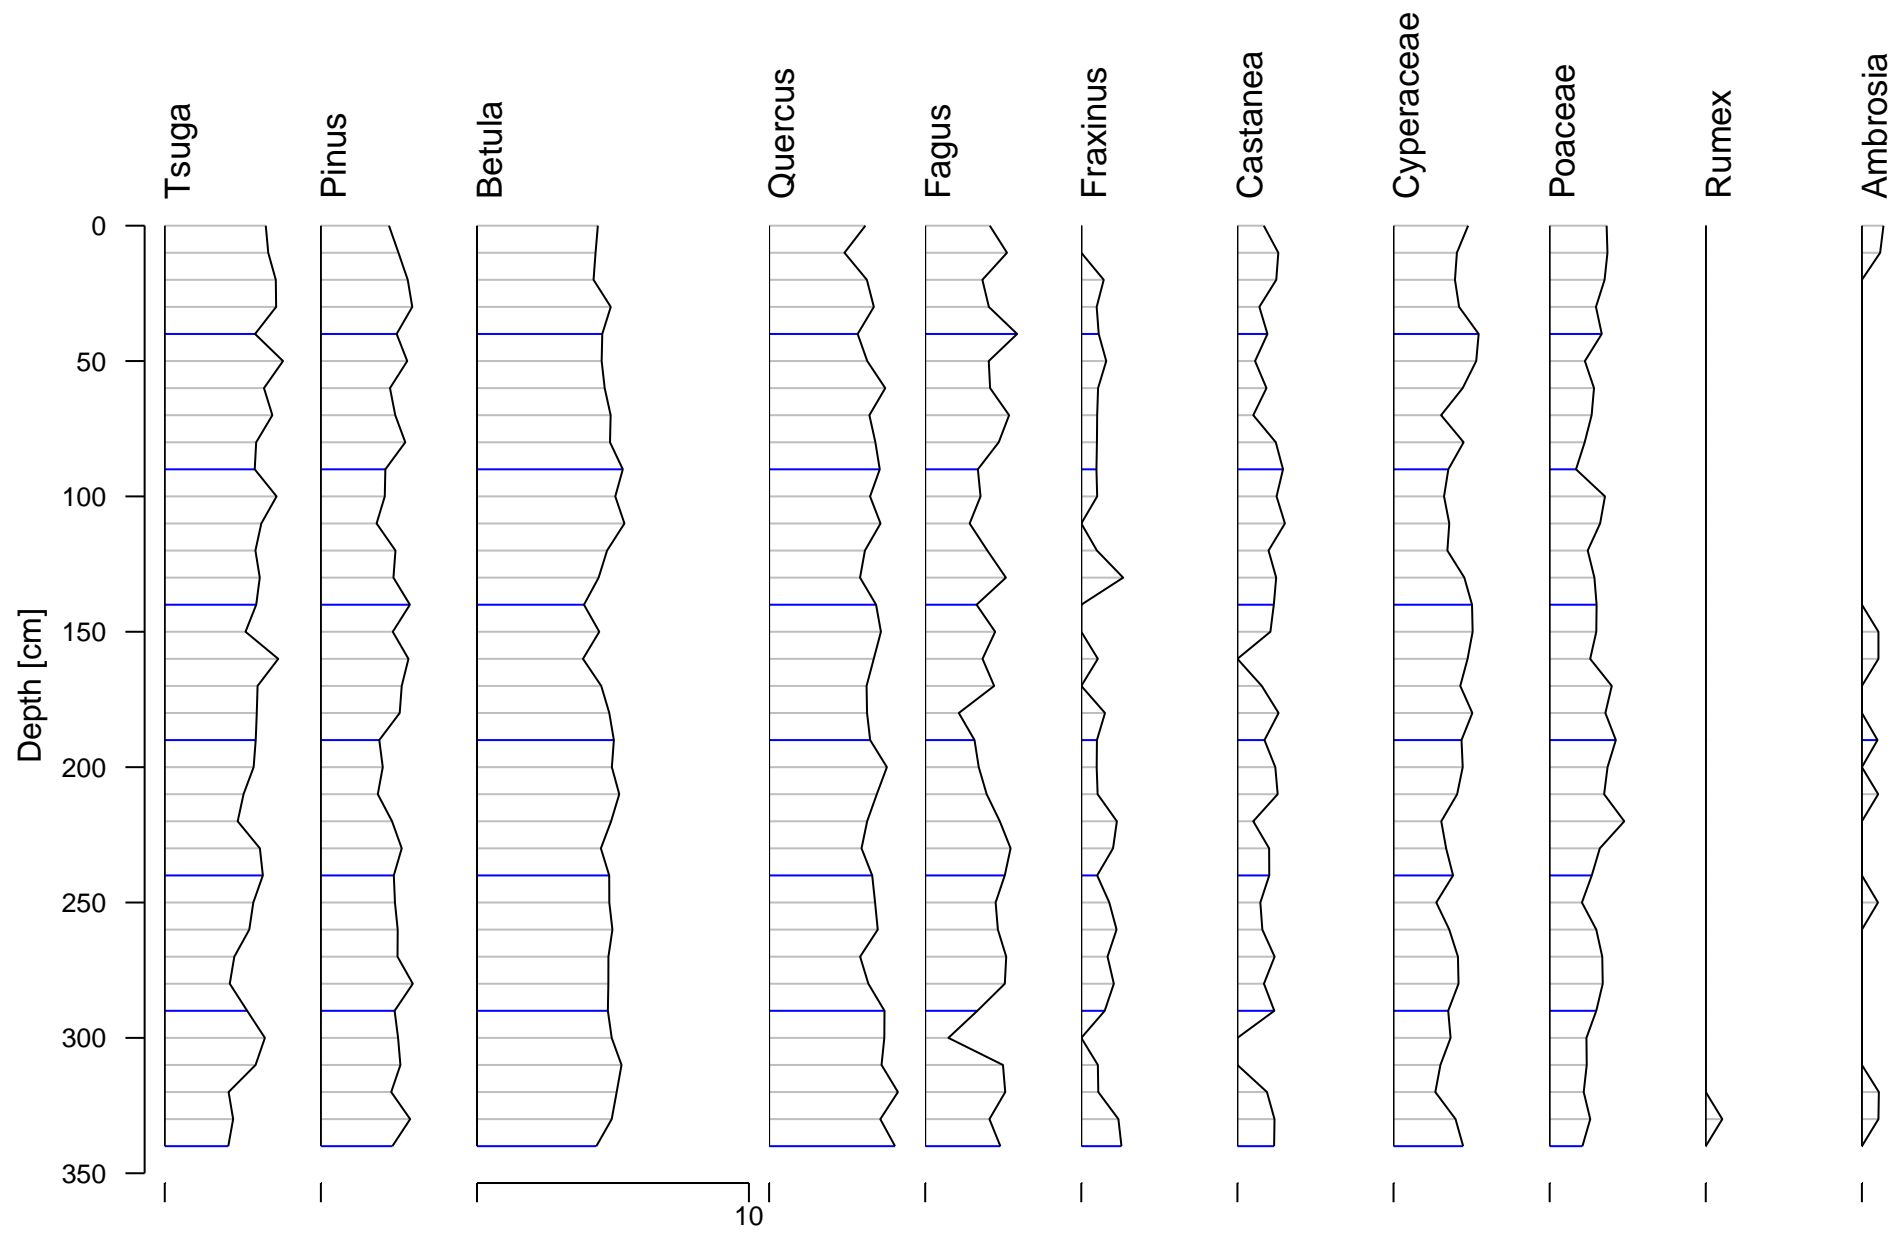 Tsuga
Pinus
Betula
Quercus
Fagus
Fraxinus
Castanea
Cyperaceae
Poaceae
Rumex
Ambrosia
Depth [cm]
0
50
100
150
200
250
300
350
10